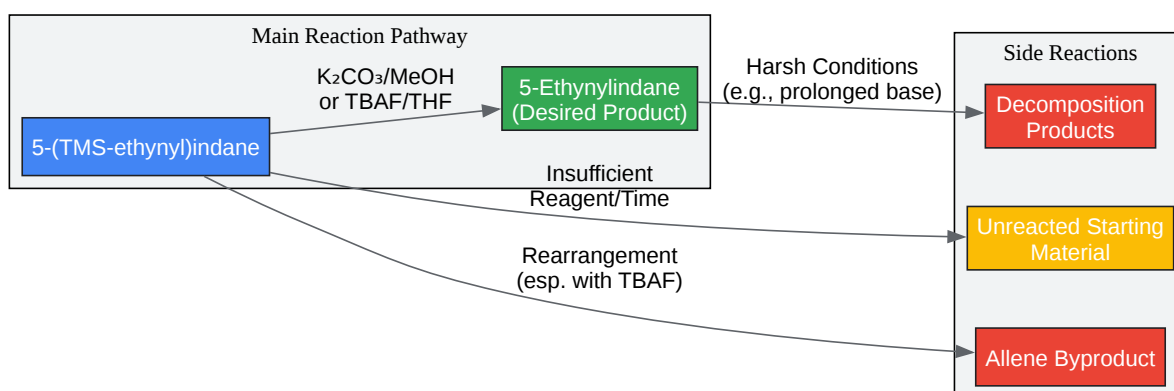 Main Reaction Pathway
5-(TMS-ethynyl)indane
K₂CO₃/MeOH
or TBAF/THF
5-Ethynylindane
(Desired Product)
Harsh Conditions
(e.g., prolonged base)
Insufficient
Reagent/Time
Rearrangement
(esp. with TBAF)
Side Reactions
Decomposition
Products
Unreacted Starting
Material
Allene Byproduct